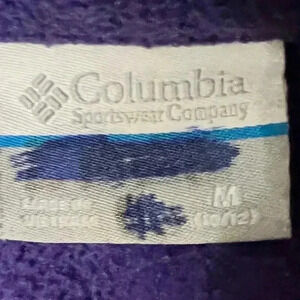 Columbia
Sportswear Company
M
(10/12)